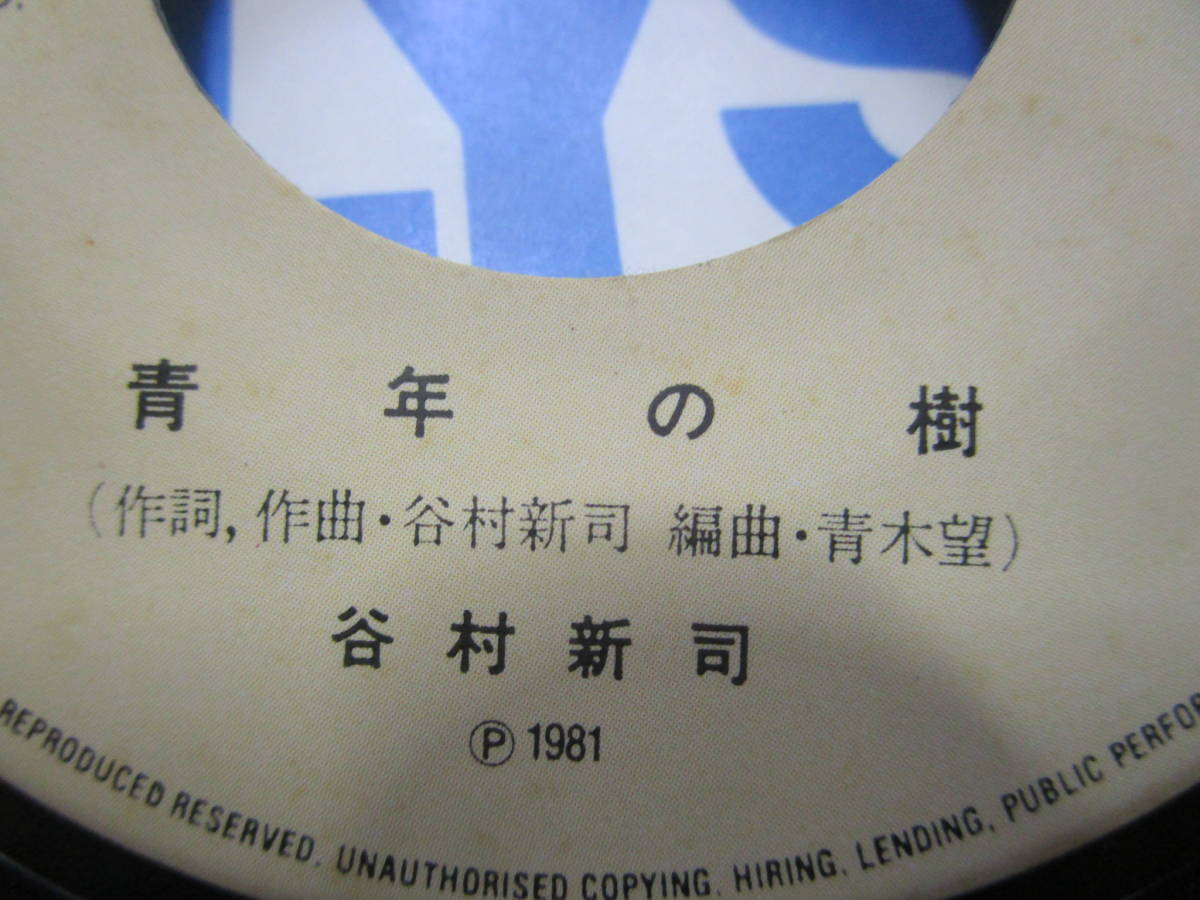 青年の樹
(作詞, 作曲・谷村新司 編曲・青木望)
谷村新司
Ⓟ 1981
REPRODUCED RESERVED. UNAUTHORISED COPYING, HIRING, LENDING, PUBLIC